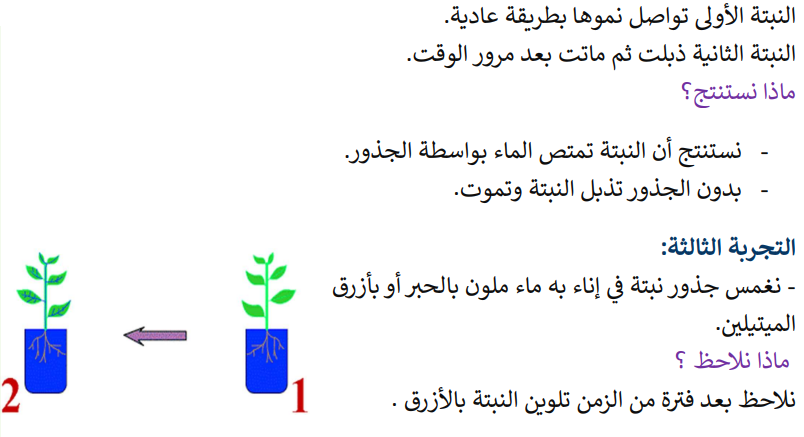 النبتة الأولى تواصل نموها بطريقة عادية.
النبتة الثانية ذبلت ثم ماتت بعد مرور الوقت.
ماذا نستنتج؟
- نستنتج أن النبتة تمتص الماء بواسطة الجذور.
- بدون الجذور تذبل النبتة وتموت.
التجربة الثالثة:
- نغمس جذور نبتة في إناء به ماء ملون بالحبر أو بأزرق
الميتيلين.
ماذا نلاحظ ؟
نلاحظ بعد فترة من الزمن تلوين النبتة بالأزرق .
1
2